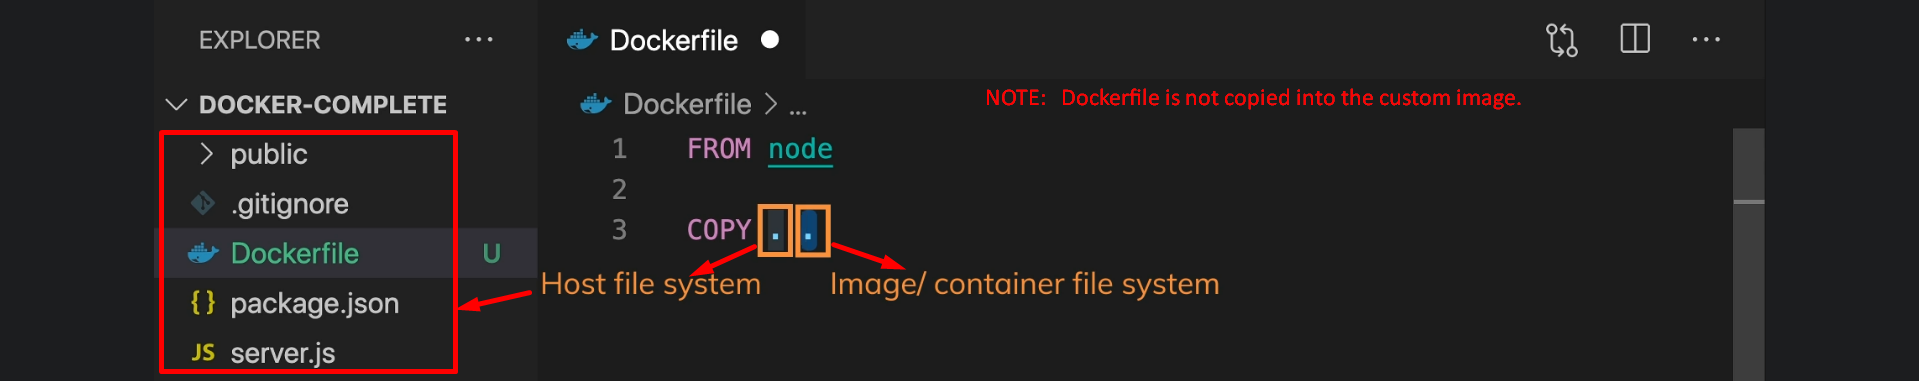 EXPLORER ...
DOCKER-COMPLETE
public
.gitignore
Dockerfile U
{} package.json
JS server.js
Dockerfile
Dockerfile > ...
NOTE: Dockerfile is not copied into the custom image.
1 FROM node
2
3 COPY . .
Host file system
Image/ container file system